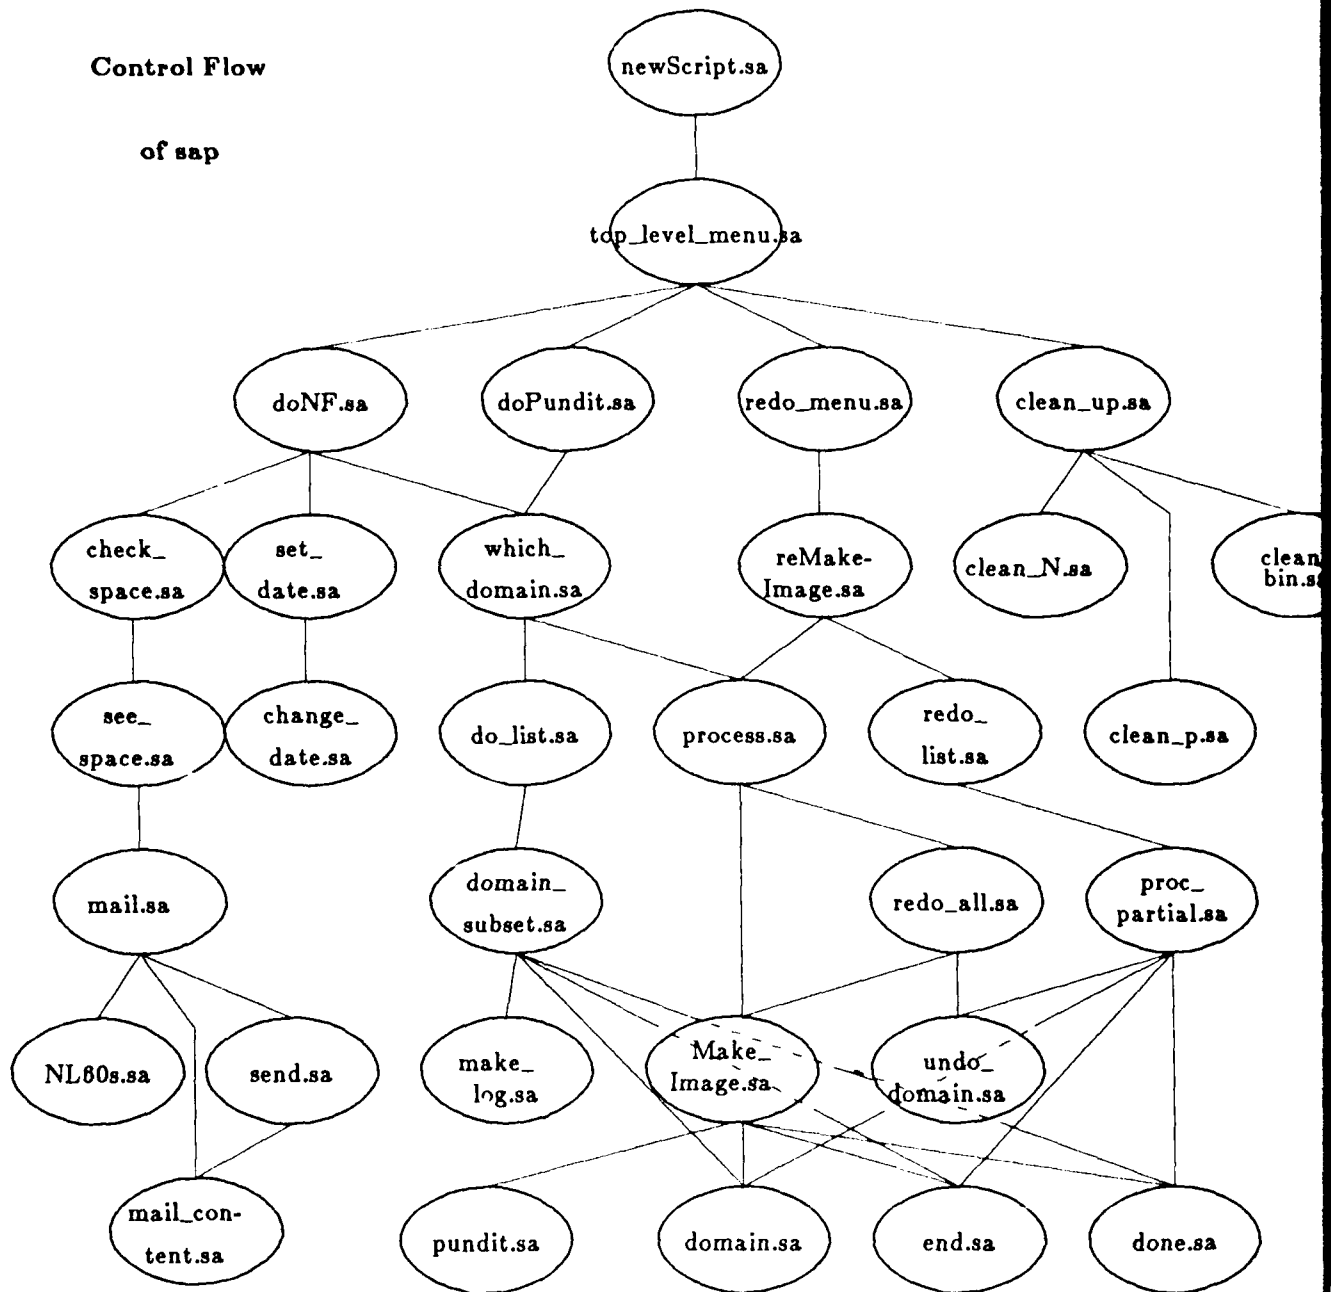 Control Flow
of sap
newScript.sa
top_level_menu.sa
doNF.sa
doPundit.sa
redo_menu.sa
clean_up.sa
check_
space.sa
set_
date.sa
which_
domain.sa
reMake-
Image.sa
clean_N.sa
clean
bin.sa
see_
space.sa
change_
date.sa
do_list.sa
process.sa
redo_
list.sa
clean_p.sa
mail.sa
domain_
subset.sa
redo_all.sa
proc_
partial.sa
NL60s.sa
send.sa
make_
log.sa
Make_
Image.sa
undo_
domain.sa
mail_con-
tent.sa
pundit.sa
domain.sa
end.sa
done.sa